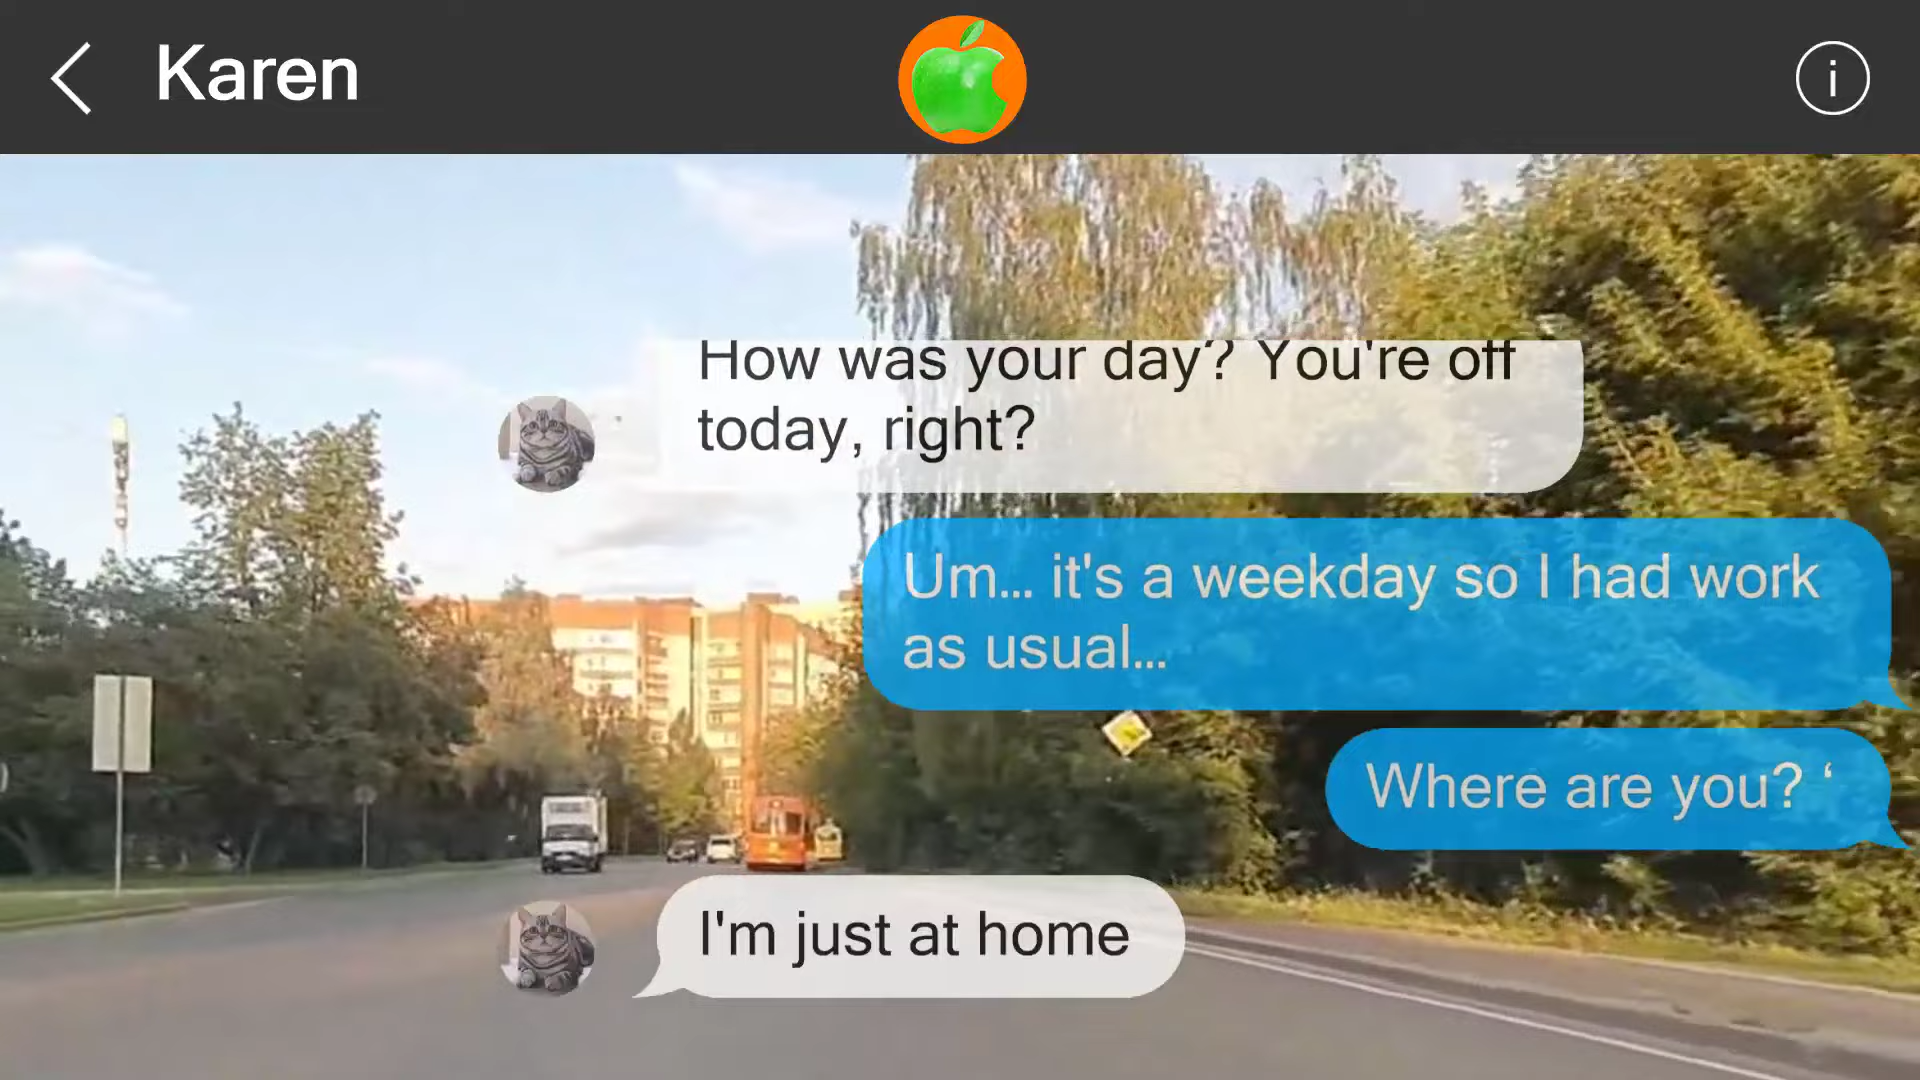 Karen
How was your day? You're off
today, right?
Um... it's a weekday so I had work
as usual...
Where are you? ‘
I'm just at home